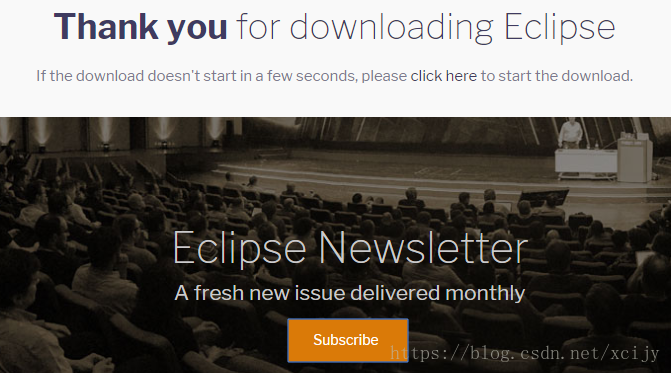 Thank you for downloading Eclipse
If the download doesn't start in a few seconds, please click here to start the download.
Eclipse Newsletter
A fresh new issue delivered monthly
Subscribe
https://blog.csdn.net/xcijy